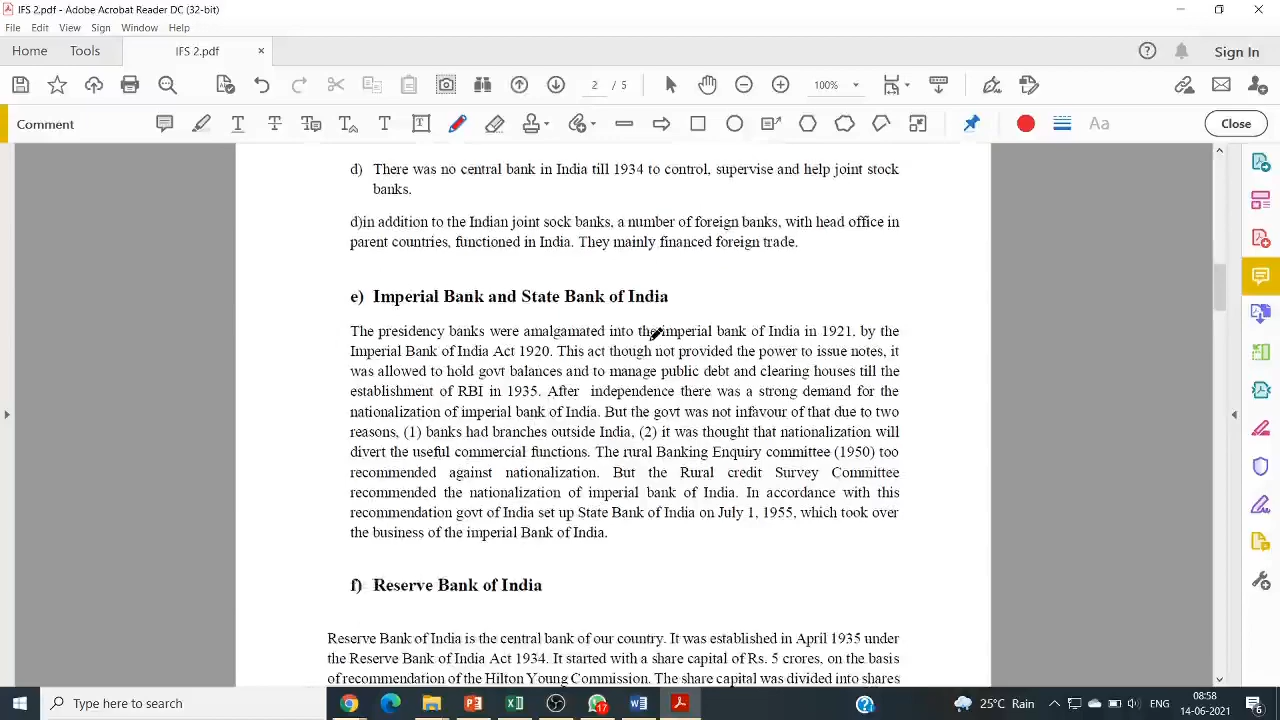 IFS 2.pdf - Adobe Acrobat Reader DC (32-bit)
File Edit View Sign Window Help
Home Tools IFS 2.pdf × Sign In
2 / 5 100%
Comment Aa Close
d) There was no central bank in India till 1934 to control, supervise and help joint stock
banks.
d)in addition to the Indian joint sock banks, a number of foreign banks, with head office in
parent countries, functioned in India. They mainly financed foreign trade.
e) Imperial Bank and State Bank of India
The presidency banks were amalgamated into the imperial bank of India in 1921, by the
Imperial Bank of India Act 1920. This act though not provided the power to issue notes, it
was allowed to hold govt balances and to manage public debt and clearing houses till the
establishment of RBI in 1935. After independence there was a strong demand for the
nationalization of imperial bank of India. But the govt was not infavour of that due to two
reasons, (1) banks had branches outside India, (2) it was thought that nationalization will
divert the useful commercial functions. The rural Banking Enquiry committee (1950) too
recommended against nationalization. But the Rural credit Survey Committee
recommended the nationalization of imperial bank of India. In accordance with this
recommendation govt of India set up State Bank of India on July 1, 1955, which took over
the business of the imperial Bank of India.
f) Reserve Bank of India
Reserve Bank of India is the central bank of our country. It was established in April 1935 under
the Reserve Bank of India Act 1934. It started with a share capital of Rs. 5 crores, on the basis
of recommendation of the Hilton Young Commission. The share capital was divided into shares
Type here to search
17
25°C Rain
08:58
14-06-2021
6